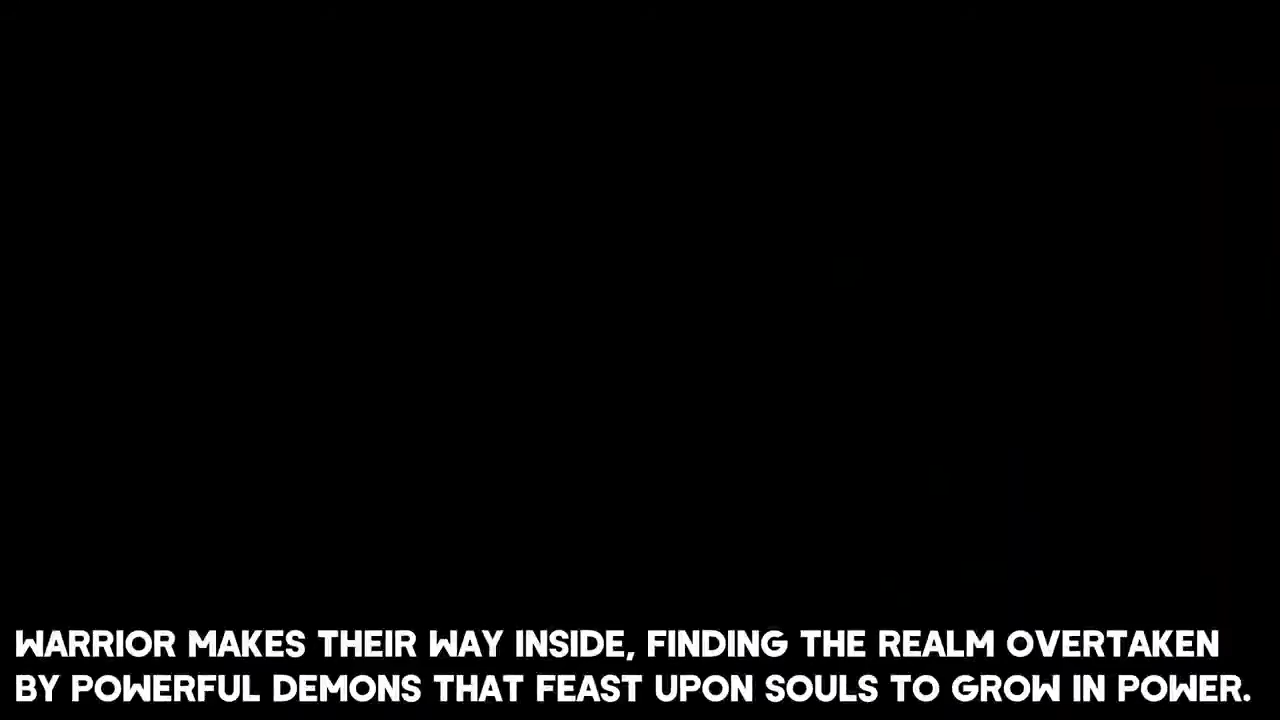 WARRIOR MAKES THEIR WAY INSIDE, FINDING THE REALM OVERTAKEN
BY POWERFUL DEMONS THAT FEAST UPON SOULS TO GROW IN POWER.